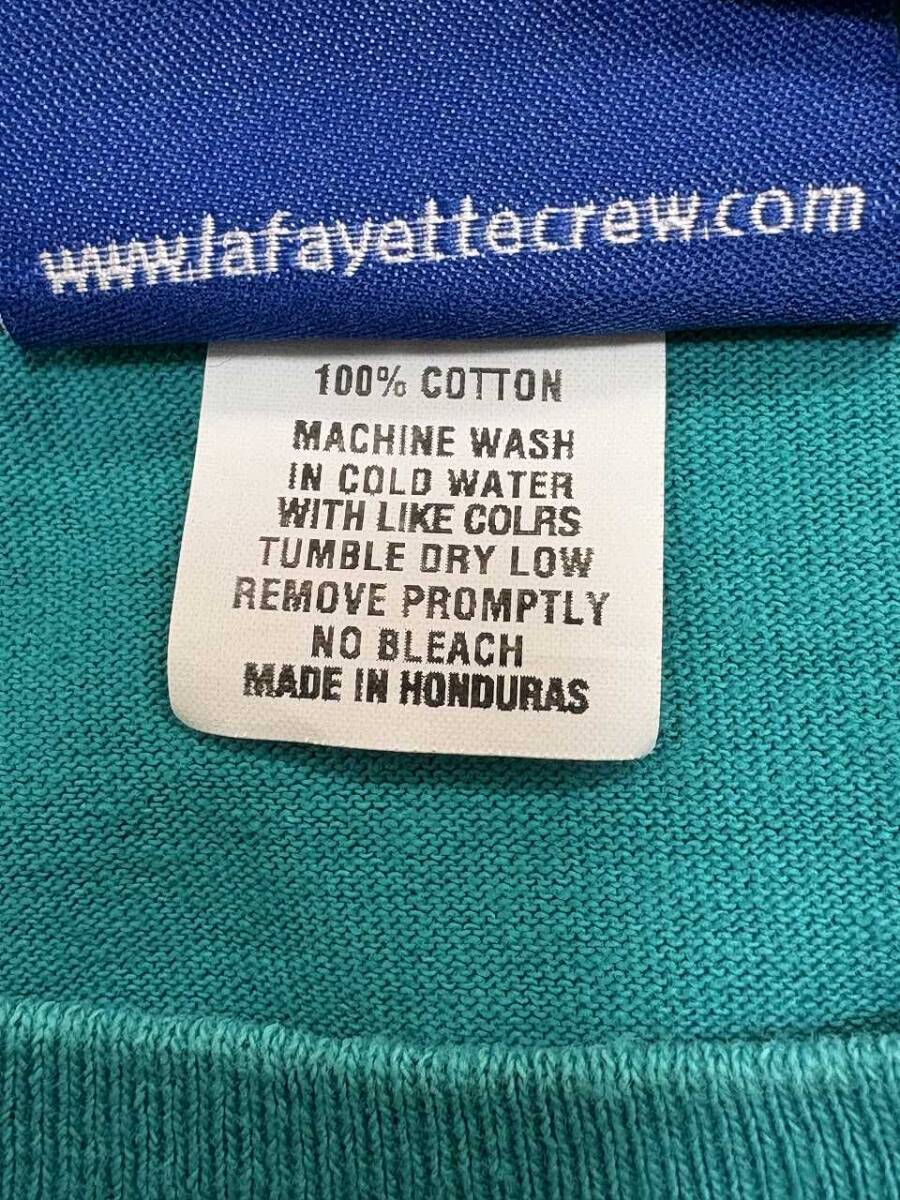 www.lafayettecrew.com
100% COTTON
MACHINE WASH
IN COLD WATER
WITH LIKE COLRS
TUMBLE DRY LOW
REMOVE PROMPTLY
NO BLEACH
MADE IN HONDURAS